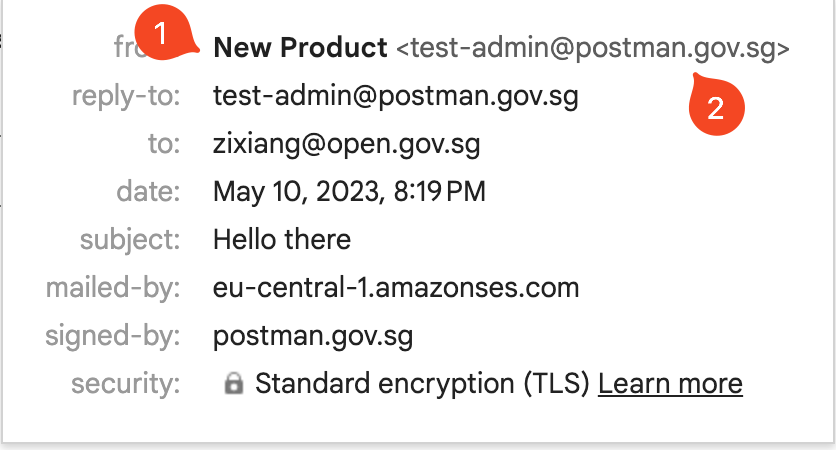 1
New Product <test-admin@postman.gov.sg>
reply-to: test-admin@postman.gov.sg
2
to: zixiang@open.gov.sg
date: May 10, 2023, 8:19 PM
subject: Hello there
mailed-by: eu-central-1.amazonses.com
signed-by: postman.gov.sg
security: Standard encryption (TLS) Learn more